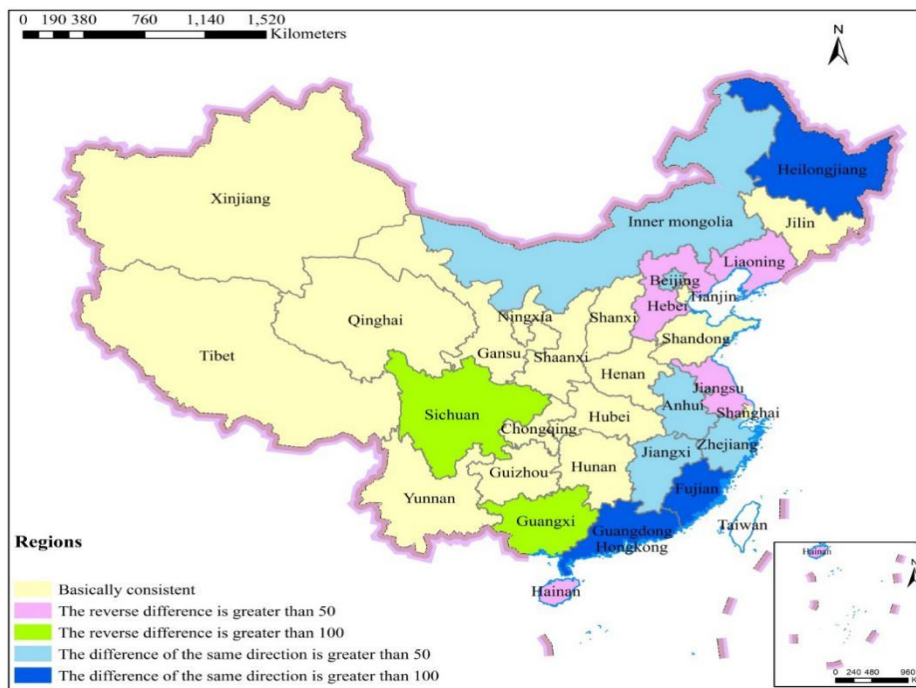 0 190 380 760 1,140 1,520
Kilometers
N
Heilongjiang
Xinjiang
Inner mongolia
Jilin
Liaoning
Beijing
Tianjin
Hebei
Ningxia
Shanxi
Qinghai
Shandong
Tibet
Gansu
Shaanxi
Henan
Jiangsu
Sichuan
Anhui
Shanghai
Hubei
Chongqing
Zhejiang
Jiangxi
Guizhou
Hunan
Yunnan
Fujian
Guangxi
Guangdong
Taiwan
Hongkong
Hainan
Regions
Basically consistent
The reverse difference is greater than 50
The reverse difference is greater than 100
The difference of the same direction is greater than 50
The difference of the same direction is greater than 100
Hainan
N
0 240 480 960